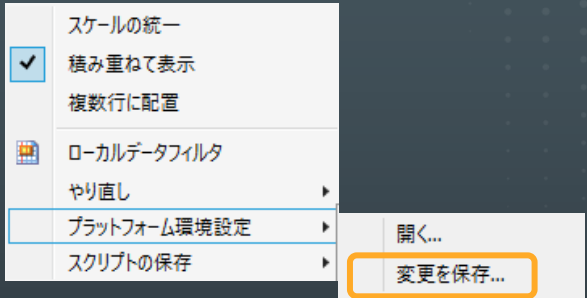 スケールの統一
積み重ねて表示
複数行に配置
ローカルデータフィルタ
やり直し
プラットフォーム環境設定
スクリプトの保存
開く...
変更を保存...